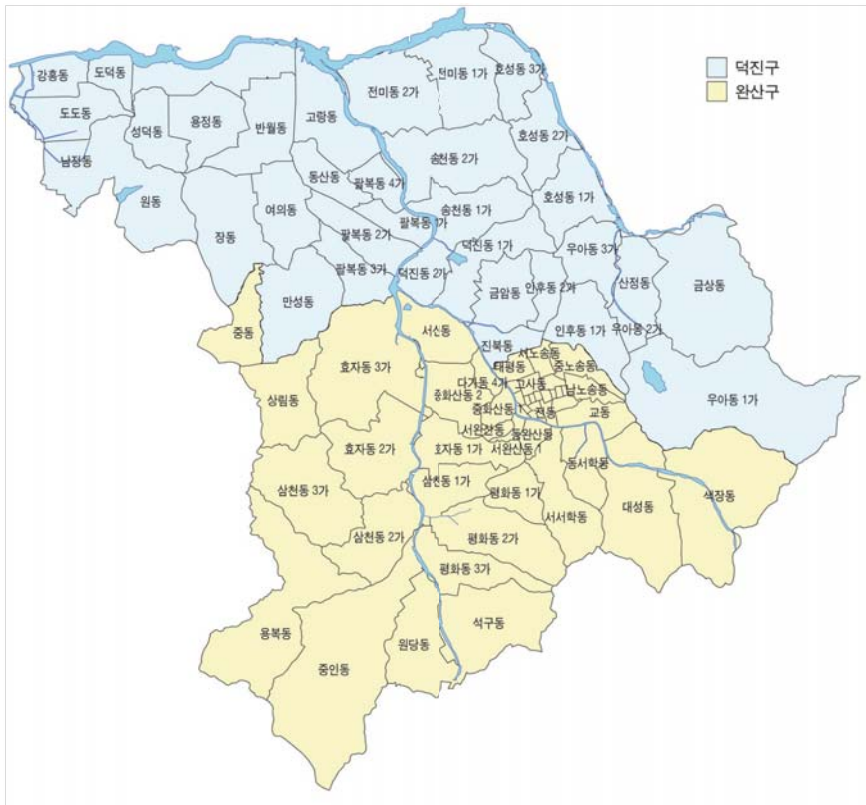 덕진구
완산구
강흥동
도덕동
도도동
성덕동
용정동
반월동
고랑동
전미동 2가
전미동 1가
호성동 3가
호성동 2가
남정동
원동
장동
여의동
동산동
팔복동 4가
송천동 2가
송천동 1가
호성동 1가
팔복동 1가
팔복동 2가
팔복동 3가
덕진동 2가
덕진동 1가
우아동 3가
산정동
금상동
만성동
금암동
인후동 2가
인후동 1가
우아동 2가
우아동 1가
중동
서신동
진북동
서노송동
태평동
중노송동
효자동 3가
다가동 4가
고사동
남노송동
상림동
중화산동 2
중화산동 1
전동
교동
서완산동
동완산동
효자동 2가
효자동 1가
서완산동 1
동서학동
색장동
삼천동 3가
삼천동 1가
평화동 1가
서서학동
대성동
삼천동 2가
평화동 2가
평화동 3가
용복동
중인동
원당동
석구동